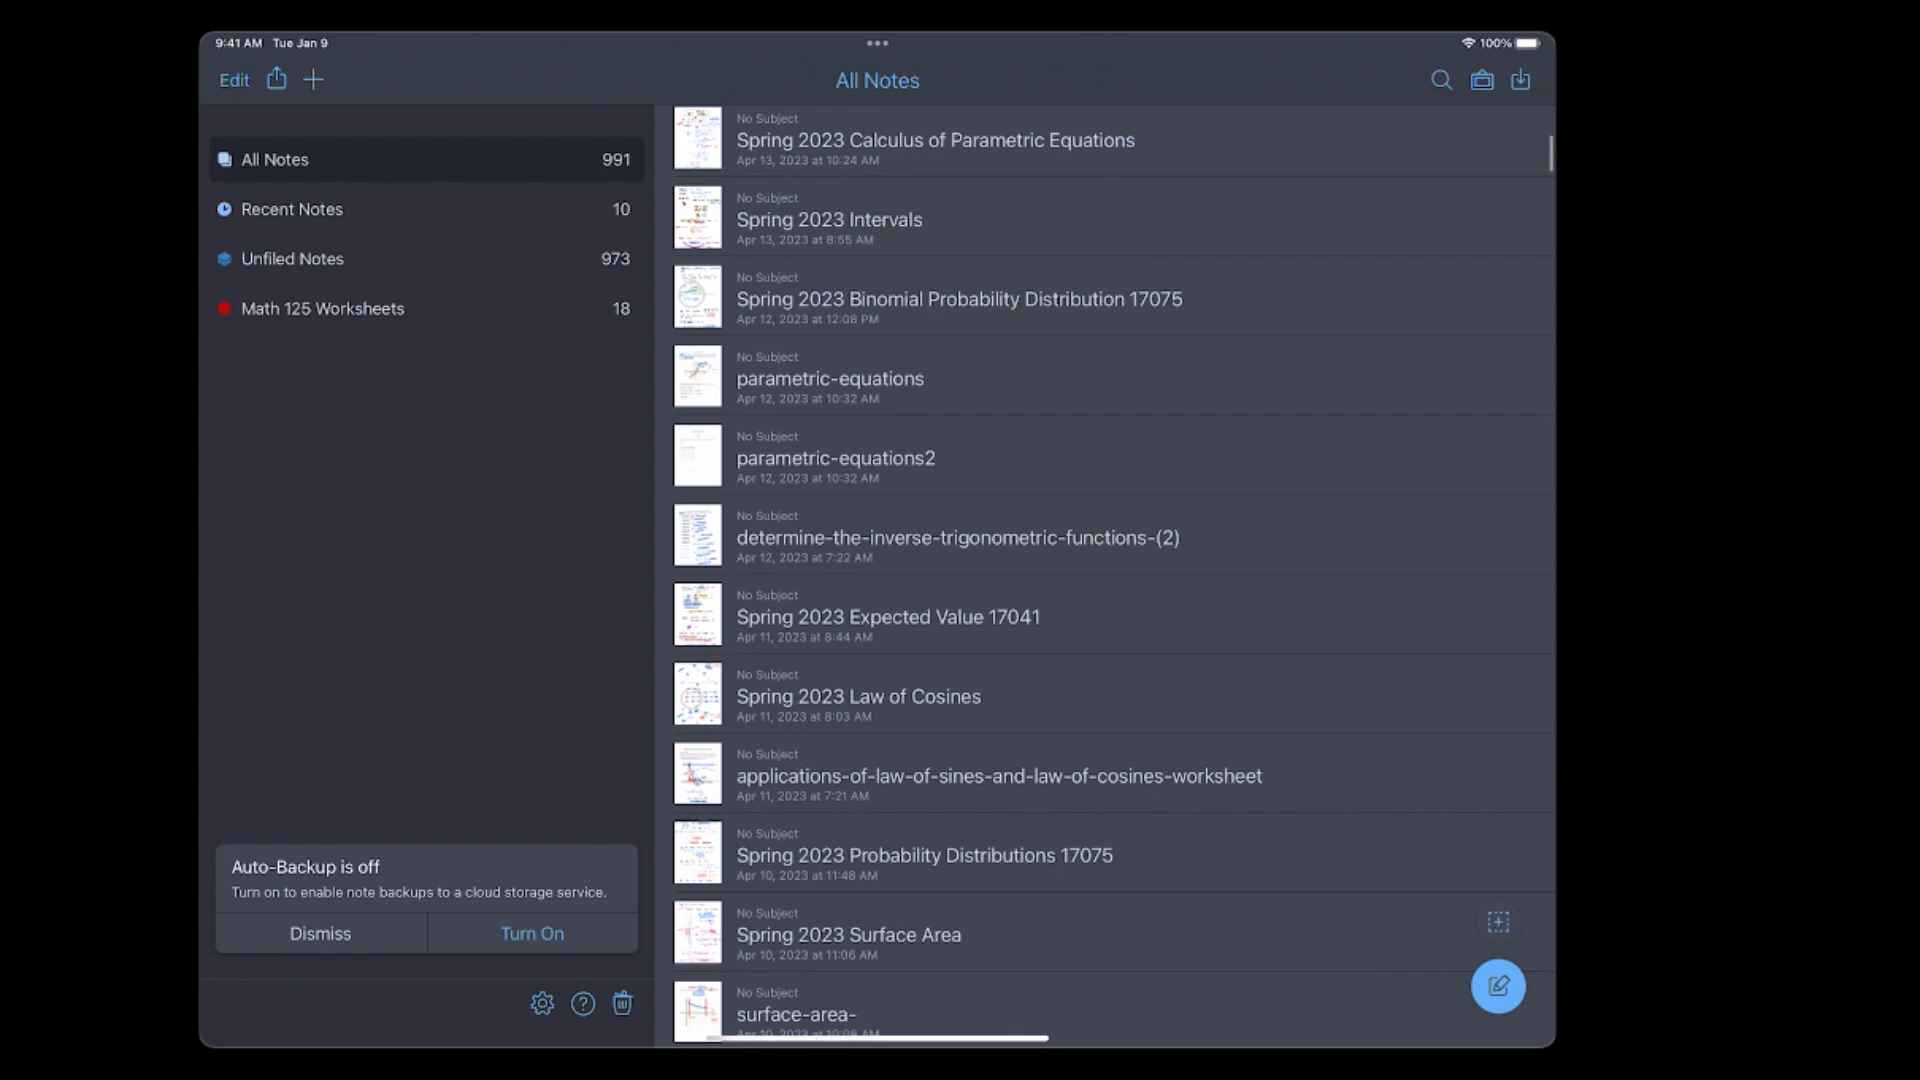 9:41 AM Tue Jan 9
100%
Edit
All Notes
All Notes 991
Recent Notes 10
Unfiled Notes 973
Math 125 Worksheets 18
Auto-Backup is off
Turn on to enable note backups to a cloud storage service.
Dismiss
Turn On
No Subject
Spring 2023 Calculus of Parametric Equations
Apr 13, 2023 at 10:24 AM
No Subject
Spring 2023 Intervals
Apr 13, 2023 at 8:55 AM
No Subject
Spring 2023 Binomial Probability Distribution 17075
Apr 12, 2023 at 12:08 PM
No Subject
parametric-equations
Apr 12, 2023 at 10:32 AM
No Subject
parametric-equations2
Apr 12, 2023 at 10:32 AM
No Subject
determine-the-inverse-trigonometric-functions-(2)
Apr 12, 2023 at 7:22 AM
No Subject
Spring 2023 Expected Value 17041
Apr 11, 2023 at 8:44 AM
No Subject
Spring 2023 Law of Cosines
Apr 11, 2023 at 8:03 AM
No Subject
applications-of-law-of-sines-and-law-of-cosines-worksheet
Apr 11, 2023 at 7:21 AM
No Subject
Spring 2023 Probability Distributions 17075
Apr 10, 2023 at 11:48 AM
No Subject
Spring 2023 Surface Area
Apr 10, 2023 at 11:06 AM
No Subject
surface-area-
Apr 10, 2023 at 10:08 AM